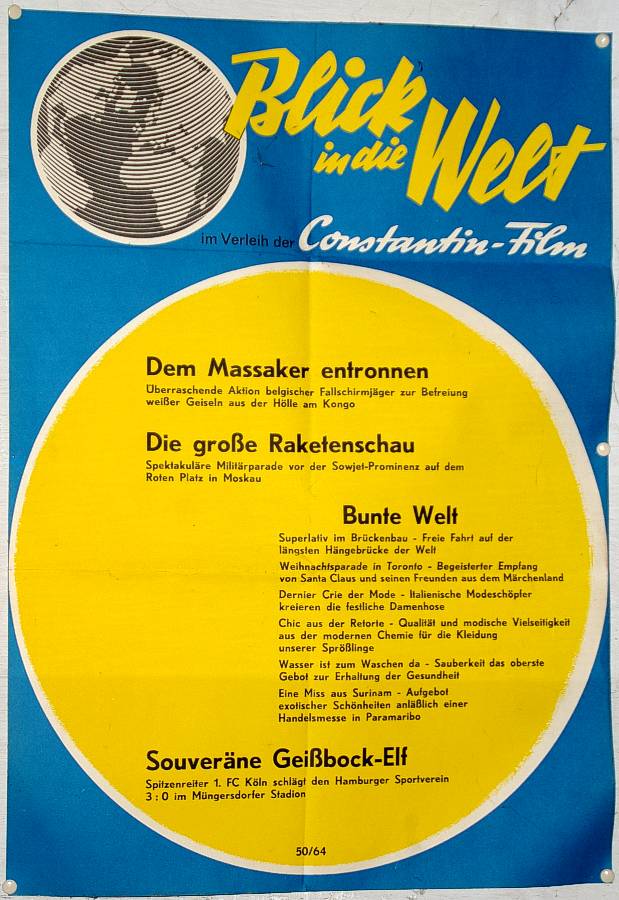 Blick
in die Welt
im Verleih der Constantin-Film
Dem Massaker entronnen
Überraschende Aktion belgischer Fallschirmjäger zur Befreiung
weißer Geiseln aus der Hölle am Kongo
Die große Raketenschau
Spektakuläre Militärparade vor der Sowjet-Prominenz auf dem
Roten Platz in Moskau
Bunte Welt
Superlativ im Brückenbau - Freie Fahrt auf der
längsten Hängebrücke der Welt
Weihnachtsparade in Toronto - Begeisterter Empfang
von Santa Claus und seinen Freunden aus dem Märchenland
Dernier Crie der Mode - Italienische Modeschöpfer
kreieren die festliche Damenhose
Chic aus der Retorte - Qualität und modische Vielseitigkeit
aus der modernen Chemie für die Kleidung
unserer Sprößlinge
Wasser ist zum Waschen da - Sauberkeit das oberste
Gebot zur Erhaltung der Gesundheit
Eine Miss aus Surinam - Aufgebot
exotischer Schönheiten anläßlich einer
Handelsmesse in Paramaribo
Souveräne Geißbock-Elf
Spitzenreiter 1. FC Köln schlägt den Hamburger Sportverein
3 : 0 im Müngersdorfer Stadion
50/64